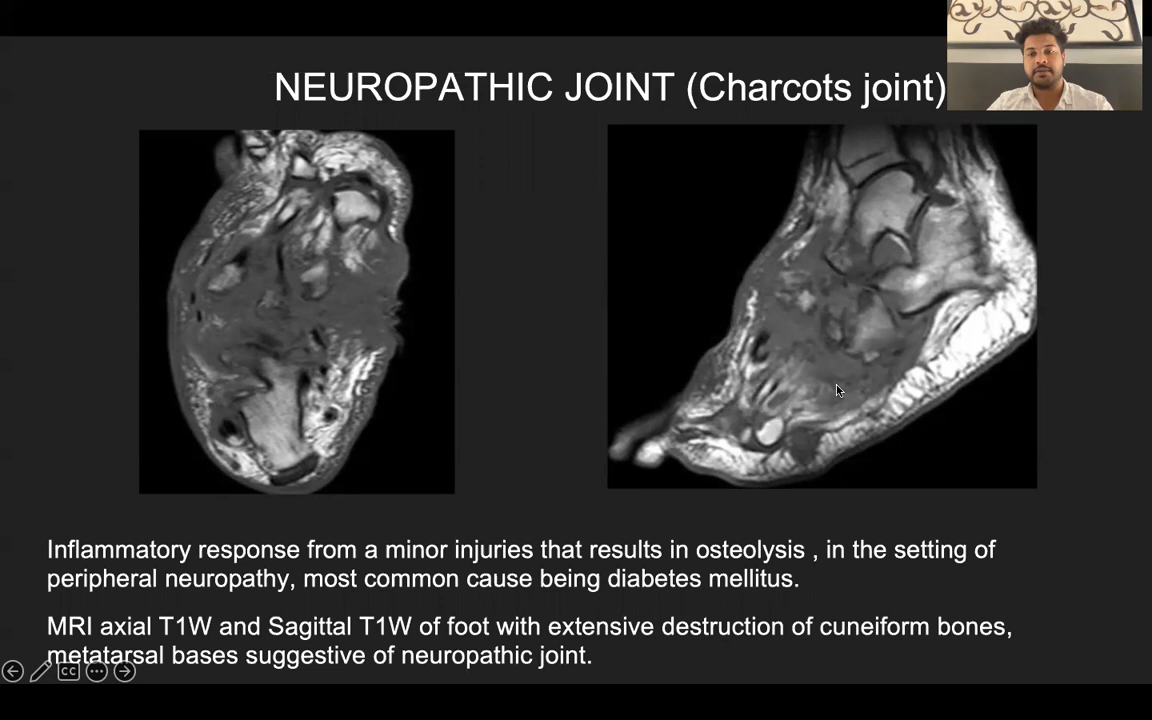 NEUROPATHIC JOINT (Charcots joint)
Inflammatory response from a minor injuries that results in osteolysis , in the setting of
peripheral neuropathy, most common cause being diabetes mellitus.
MRI axial T1W and Sagittal T1W of foot with extensive destruction of cuneiform bones,
metatarsal bases suggestive of neuropathic joint.
CC